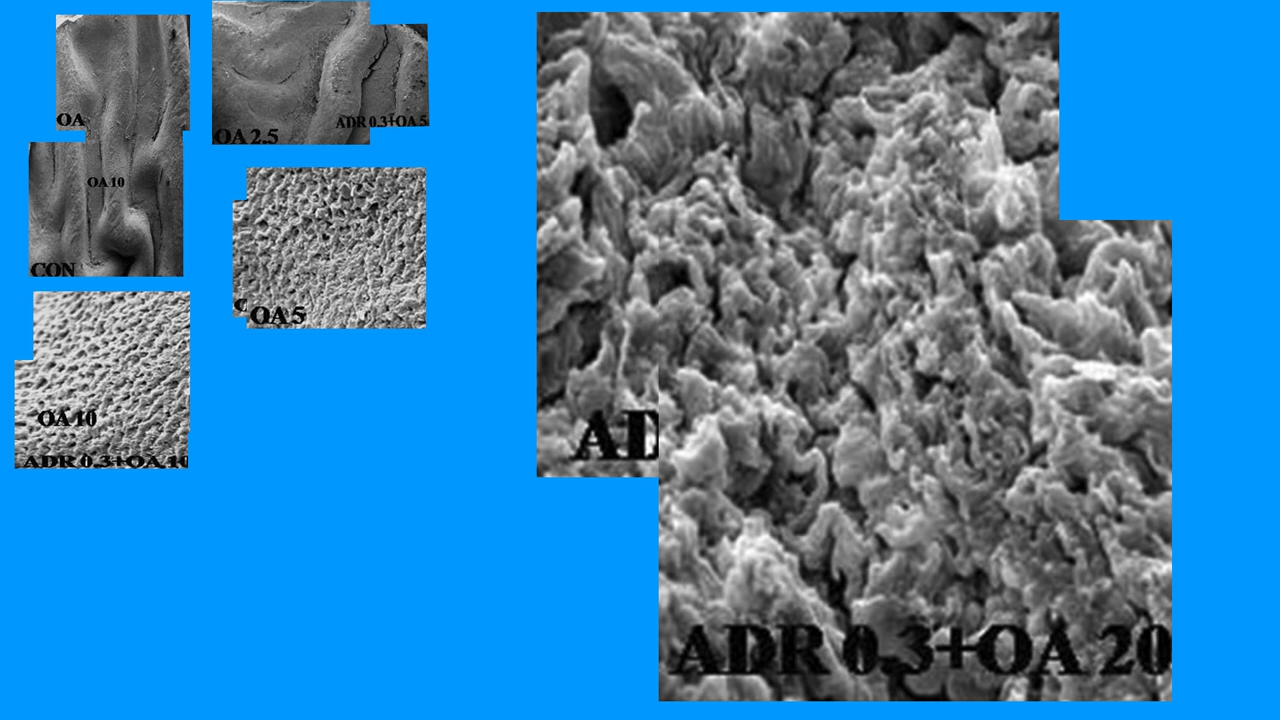 OA
OA 2.5
ADR 0.3+OA 5
OA 10
CON
OA 5
OA 10
ADR 0.3+OA 10
AD
ADR 0.3+OA 20